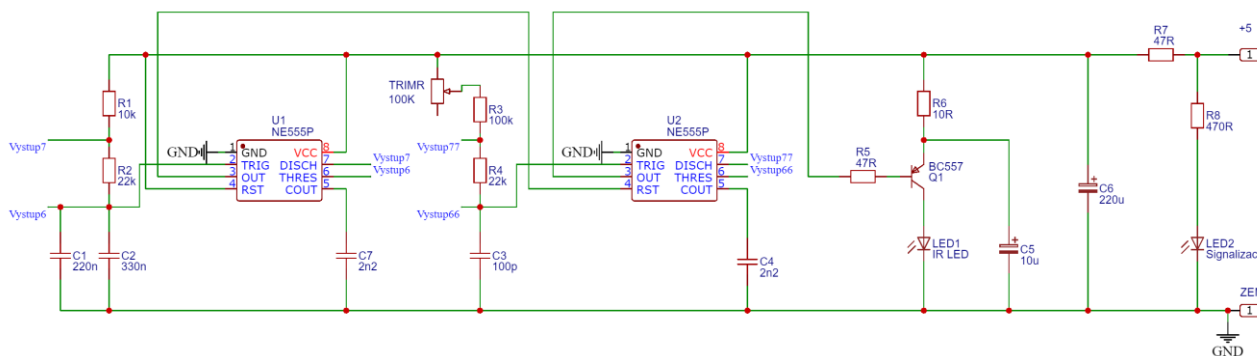 R7
47R
+5
1
TRIMR
100K
R1
10k
R3
100k
R6
10R
R8
470R
U1
NE555P
U2
NE555P
Vystup7
Vystup77
GND
1
2
3
4
GND
TRIG
OUT
RST
VCC
DISCH
THRES
COUT
8
7
6
5
Vystup7
Vystup6
GND
1
2
3
4
GND
TRIG
OUT
RST
VCC
DISCH
THRES
COUT
8
7
6
5
Vystup77
Vystup66
R2
22k
R4
22k
R5
47R
BC557
Q1
C6
220u
Vystup6
Vystup66
C1
220n
C2
330n
C7
2n2
C3
100p
C4
2n2
LED1
IR LED
C5
10u
LED2
Signalizac
ZEM
1
GND